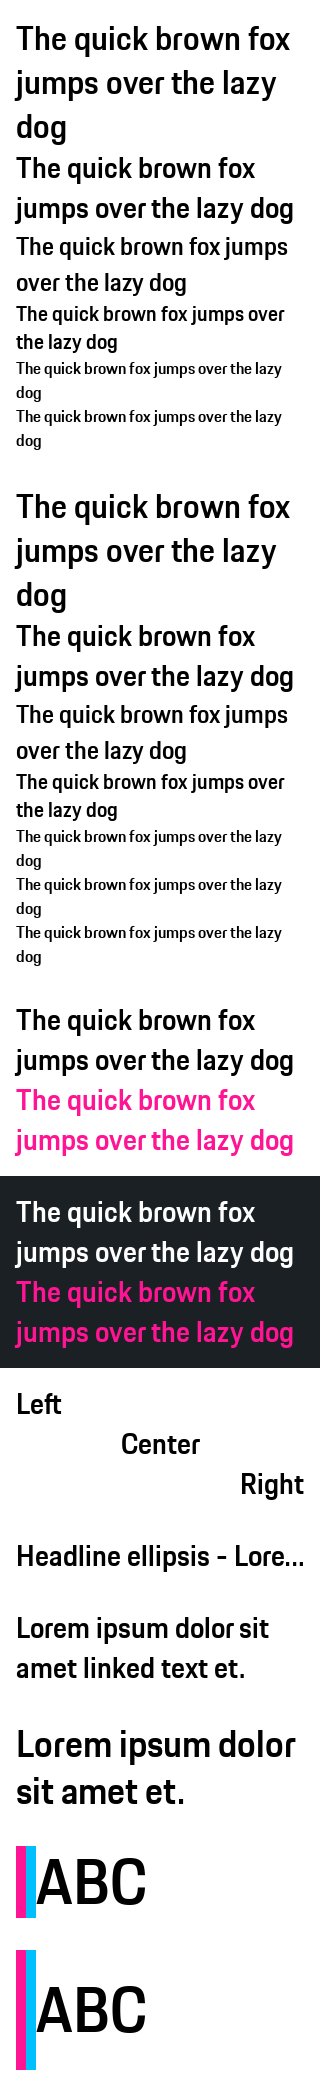 The quick brown fox
jumps over the lazy
dog
The quick brown fox
jumps over the lazy dog
The quick brown fox jumps
over the lazy dog
The quick brown fox jumps over
the lazy dog
The quick brown fox jumps over the lazy
dog
The quick brown fox jumps over the lazy
dog
The quick brown fox
jumps over the lazy
dog
The quick brown fox
jumps over the lazy dog
The quick brown fox jumps
over the lazy dog
The quick brown fox jumps over
the lazy dog
The quick brown fox jumps over the lazy
dog
The quick brown fox jumps over the lazy
dog
The quick brown fox jumps over the lazy
dog
The quick brown fox
jumps over the lazy dog
The quick brown fox
jumps over the lazy dog
The quick brown fox
jumps over the lazy dog
The quick brown fox
jumps over the lazy dog
Left
Center
Right
Headline ellipsis - Lore...
Lorem ipsum dolor sit
amet linked text et.
Lorem ipsum dolor
sit amet et.
ABC
ABC